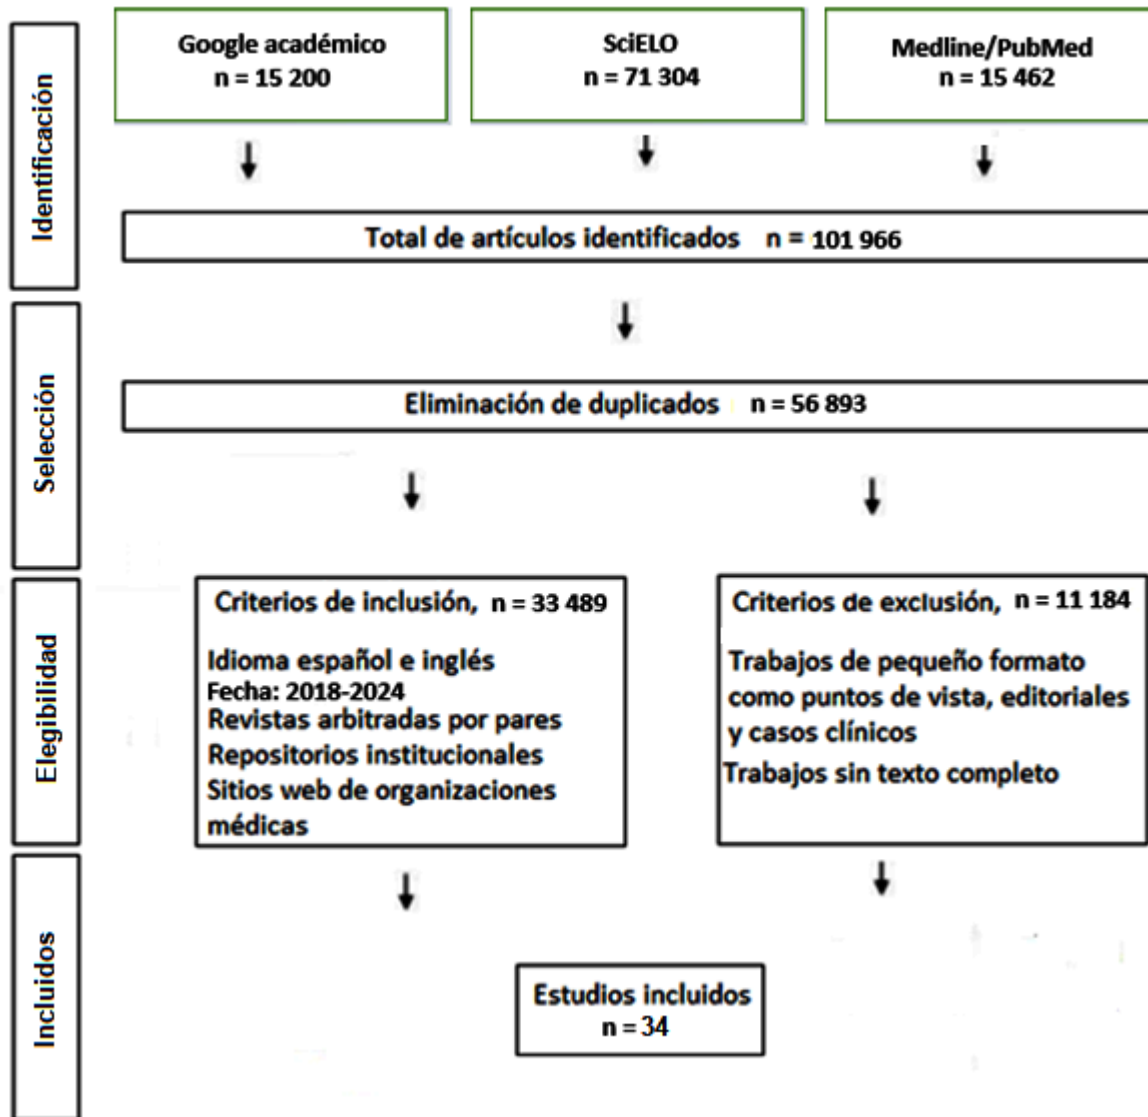 Identificación
Google académico
n = 15 200
SciELO
n = 71 304
Medline/PubMed
n = 15 462
Total de artículos identificados n = 101 966
Selección
Eliminación de duplicados n = 56 893
Elegibilidad
Criterios de inclusión, n = 33 489
Idioma español e inglés
Fecha: 2018-2024
Revistas arbitradas por pares
Repositorios institucionales
Sitios web de organizaciones
médicas
Criterios de exclusión, n = 11 184
Trabajos de pequeño formato
como puntos de vista, editoriales
y casos clínicos
Trabajos sin texto completo
Incluidos
Estudios incluidos
n = 34